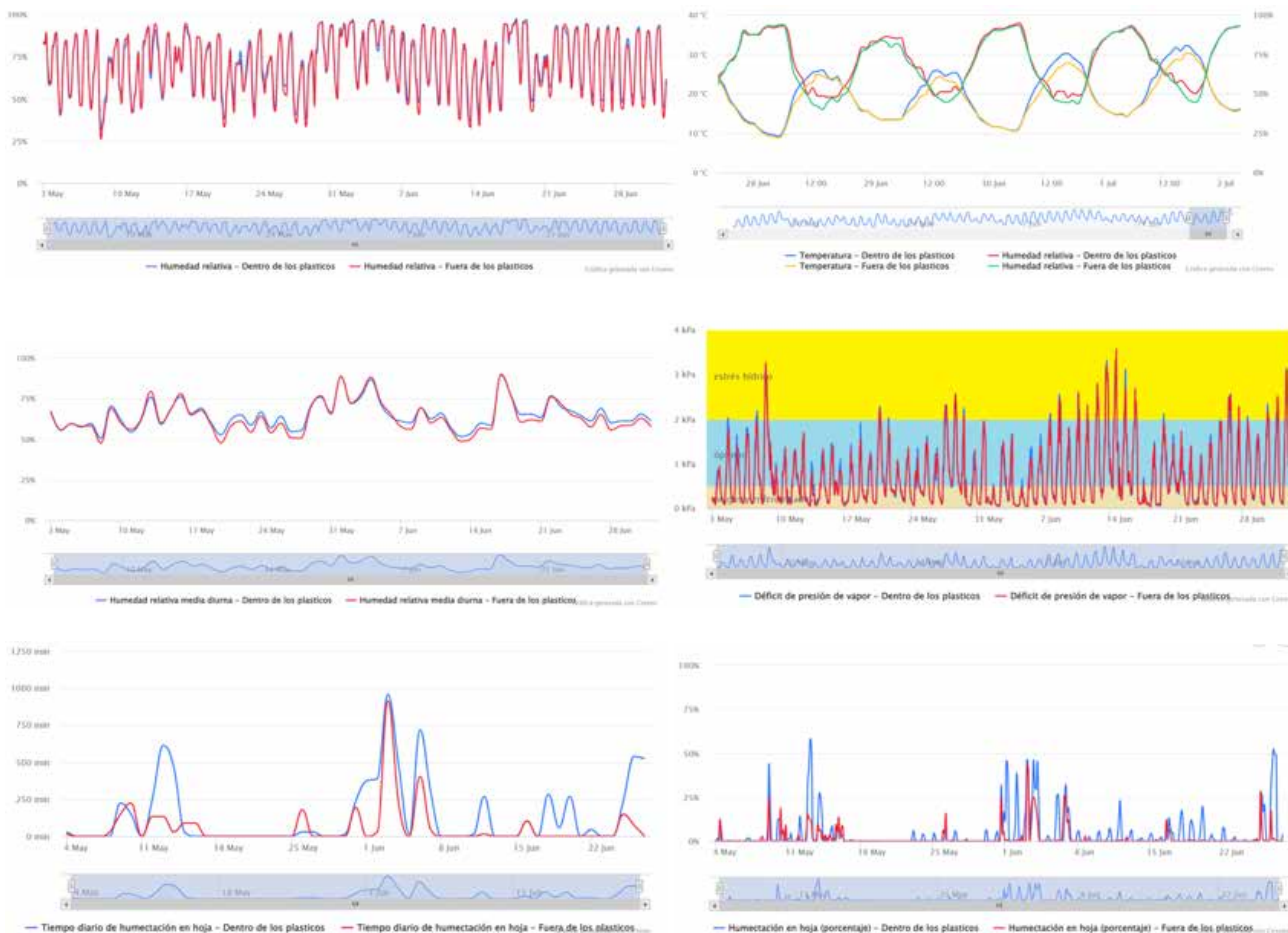 100%
75%
50%
25%
0%
3 May
10 May
17 May
24 May
31 May
7 Jun
14 Jun
21 Jun
28 Jun
Humedad relativa - Dentro de los plasticos
Humedad relativa - Fuera de los plasticos
40 °C
30 °C
20 °C
10 °C
0 °C
100%
75%
50%
25%
0%
28 Jun
12:00
29 Jun
12:00
30 Jun
12:00
1 Jul
12:00
2 Jul
Temperatura - Dentro de los plasticos
Humedad relativa - Dentro de los plasticos
Temperatura - Fuera de los plasticos
Humedad relativa - Fuera de los plasticos
100%
75%
50%
25%
0%
3 May
10 May
17 May
24 May
31 May
7 Jun
14 Jun
21 Jun
28 Jun
Humedad relativa media diurna - Dentro de los plasticos
Humedad relativa media diurna - Fuera de los plasticos
4 kPa
3 kPa
2 kPa
1 kPa
0 kPa
estrés hídrico
3 May
10 May
17 May
24 May
31 May
7 Jun
14 Jun
21 Jun
28 Jun
Déficit de presión de vapor - Dentro de los plasticos
Déficit de presión de vapor - Fuera de los plasticos
1250 min
1000 min
750 min
500 min
250 min
0 min
4 May
11 May
18 May
25 May
1 Jun
8 Jun
15 Jun
22 Jun
Tiempo diario de humectación en hoja - Dentro de los plasticos
Tiempo diario de humectación en hoja - Fuera de los plasticos
100%
75%
50%
25%
0%
4 May
11 May
18 May
25 May
1 Jun
8 Jun
15 Jun
22 Jun
Humectación en hoja (porcentaje) - Dentro de los plasticos
Humectación en hoja (porcentaje) - Fuera de los plasticos